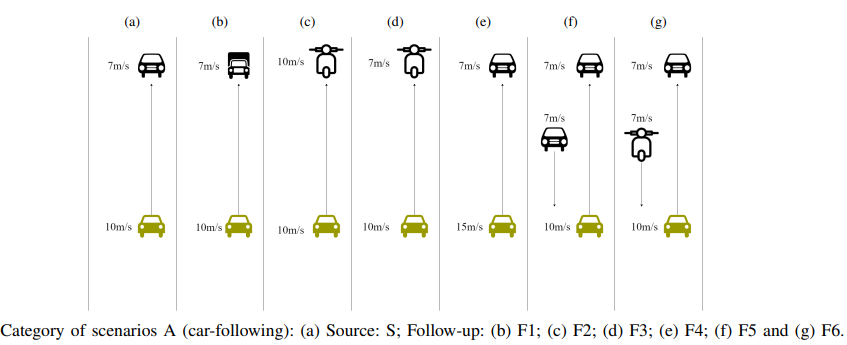 (a) (b) (c) (d) (e) (f) (g)
7m/s 7m/s 10m/s 7m/s 7m/s 7m/s 7m/s
7m/s 7m/s
10m/s 10m/s 10m/s 10m/s 15m/s 10m/s 10m/s
Category of scenarios A (car-following): (a) Source: S; Follow-up: (b) F1; (c) F2; (d) F3; (e) F4; (f) F5 and (g) F6.